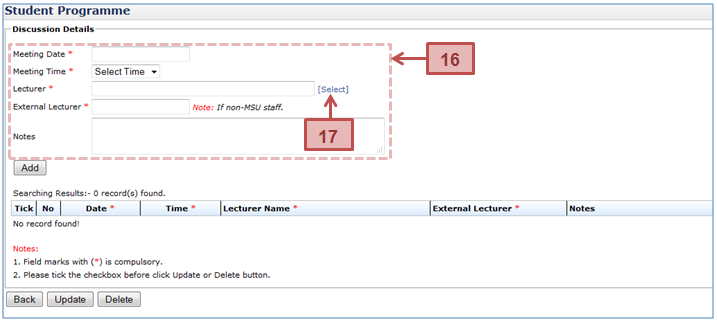 Student Programme
Discussion Details
Meeting Date *
Meeting Time * Select Time
Lecturer * [Select]
External Lecturer * Note: If non-MSU staff.
Notes
16
17
Add
Searching Results:- 0 record(s) found.
Tick No Date * Time * Lecturer Name * External Lecturer * Notes
No record found!
Notes:
1. Field marks with (*) is compulsory.
2. Please tick the checkbox before click Update or Delete button.
Back Update Delete